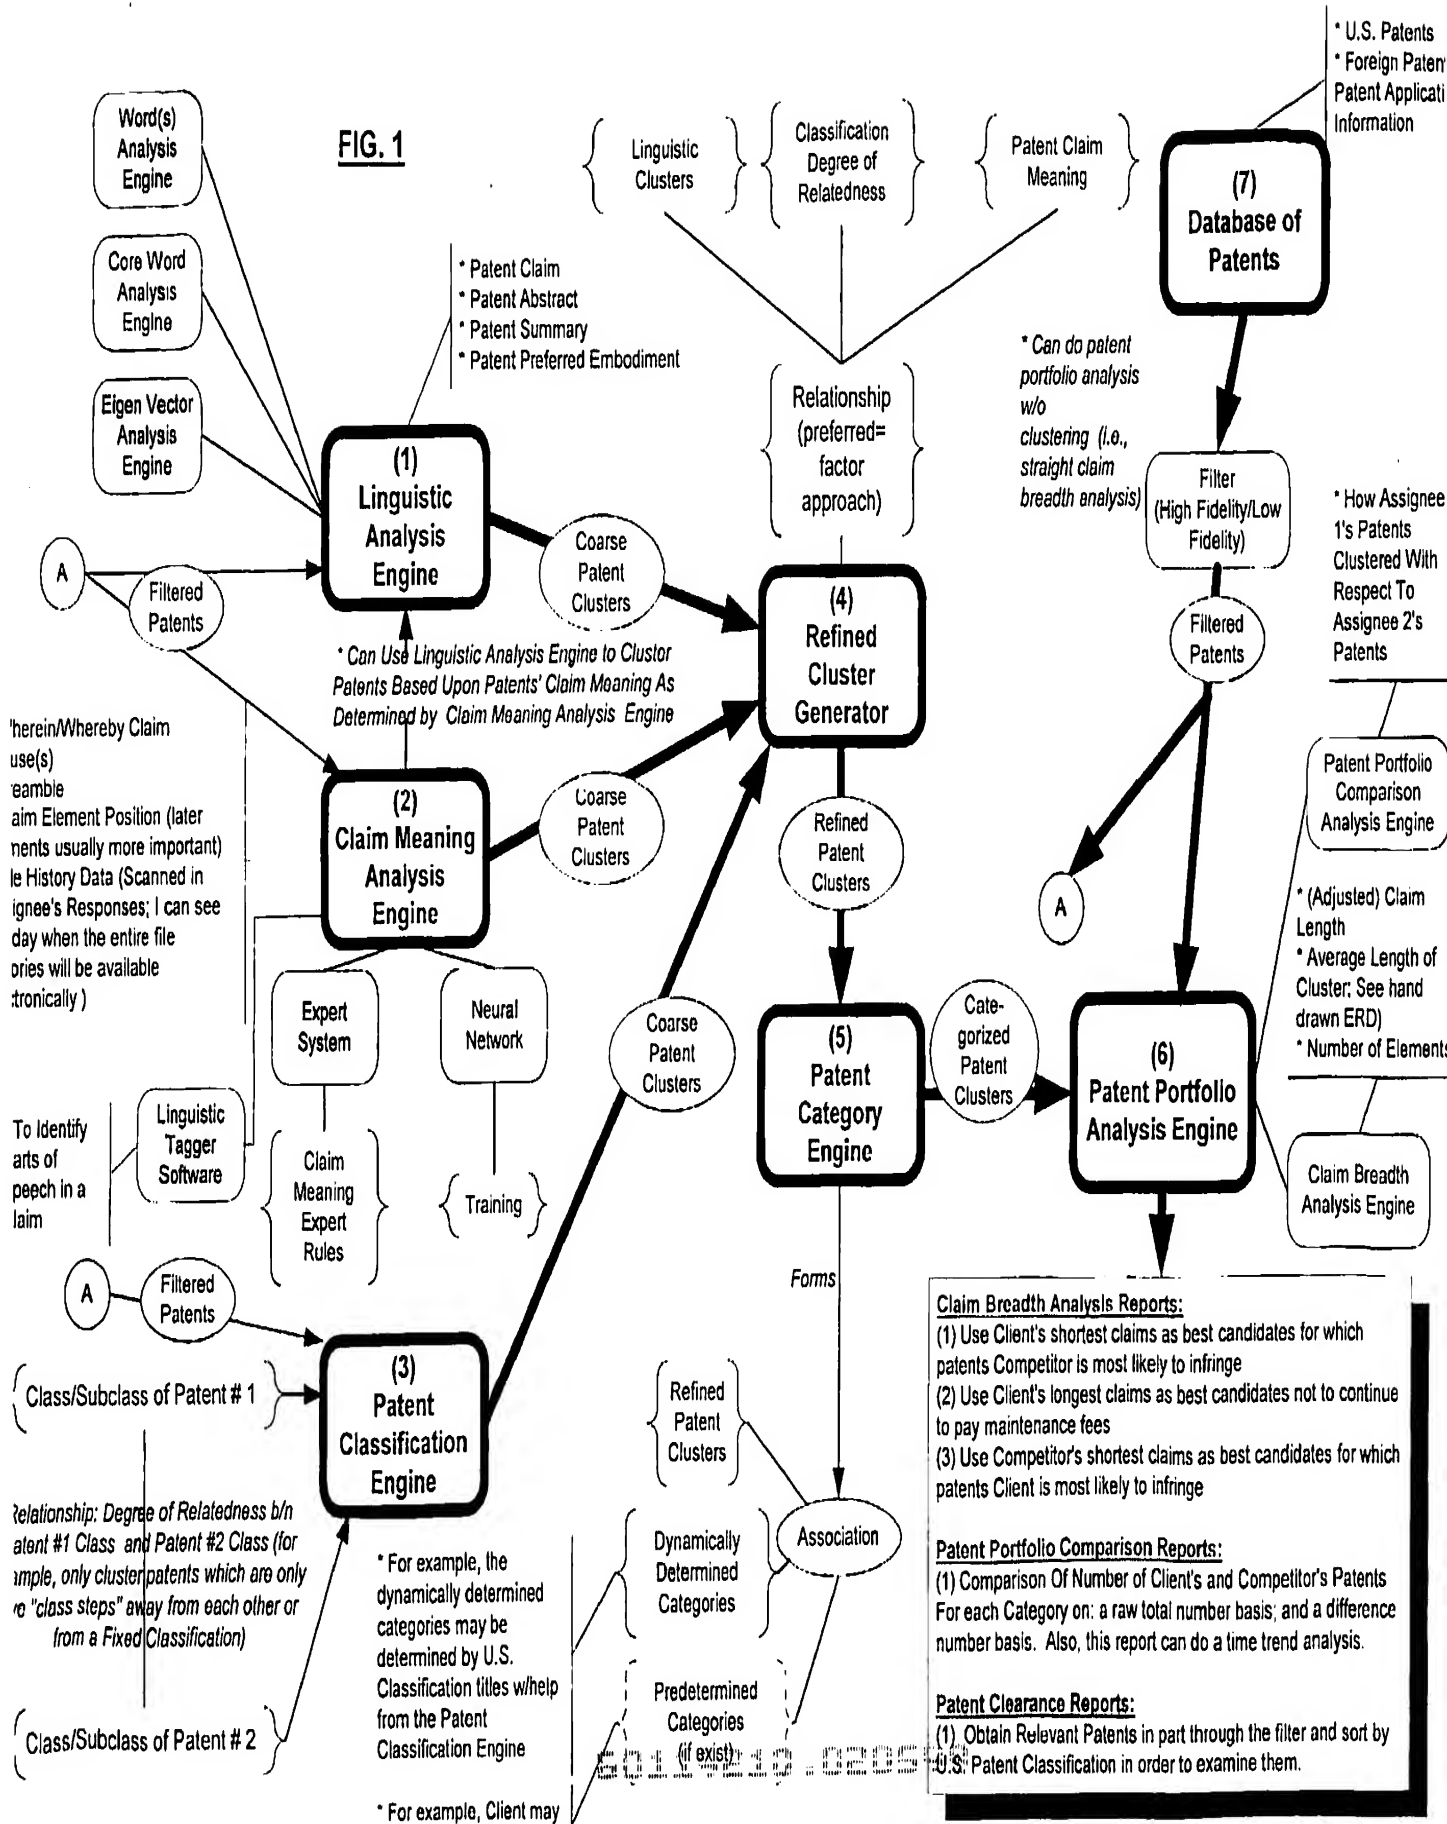 FIG. 1
Word(s)
Analysis
Engine
Core Word
Analysis
Engine
Eigen Vector
Analysis
Engine
* Patent Claim
* Patent Abstract
* Patent Summary
* Patent Preferred Embodiment
Linguistic
Clusters
Classification
Degree of
Relatedness
Patent Claim
Meaning
* U.S. Patents
* Foreign Paten
Patent Applicati
Information
(7)
Database of
Patents
Relationship
(preferred=
factor
approach)
* Can do patent
portfolio analysis
w/o
clustering (i.e.,
straight claim
breadth analysis)
Filter
(High Fidelity/Low
Fidelity)
* How Assignee
1's Patents
Clustered With
Respect To
Assignee 2's
Patents
(1)
Linguistic
Analysis
Engine
A
Filtered
Patents
Coarse
Patent
Clusters
(4)
Refined
Cluster
Generator
Filtered
Patents
* Can Use Linguistic Analysis Engine to Clustor
Patents Based Upon Patents' Claim Meaning As
Determined by Claim Meaning Analysis Engine
'herein/Whereby Claim
use(s)
eamble
aim Element Position (later
nents usually more important)
le History Data (Scanned in
ignee's Responses; I can see
day when the entire file
ories will be available
tronically )
(2)
Claim Meaning
Analysis
Engine
Coarse
Patent
Clusters
Refined
Patent
Clusters
A
Patent Portfolio
Comparison
Analysis Engine
* (Adjusted) Claim
Length
* Average Length of
Cluster; See hand
drawn ERD)
* Number of Elements
Expert
System
Neural
Network
Coarse
Patent
Clusters
(5)
Patent
Category
Engine
Cate-
gorized
Patent
Clusters
(6)
Patent Portfolio
Analysis Engine
To Identify
arts of
peech in a
laim
Linguistic
Tagger
Software
Claim
Meaning
Expert
Rules
Training
Claim Breadth
Analysis Engine
A
Filtered
Patents
Forms
(3)
Patent
Classification
Engine
Class/Subclass of Patent # 1
Relationship: Degree of Relatedness b/n
atent #1 Class and Patent #2 Class (for
ample, only cluster patents which are only
"class steps" away from each other or
from a Fixed Classification)
Class/Subclass of Patent # 2
* For example, the
dynamically determined
categories may be
determined by U.S.
Classification titles w/help
from the Patent
Classification Engine
* For example, Client may
Refined
Patent
Clusters
Dynamically
Determined
Categories
Predetermined
Categories
(if exist)
Association
Claim Breadth Analysis Reports:
(1) Use Client's shortest claims as best candidates for which
patents Competitor is most likely to infringe
(2) Use Client's longest claims as best candidates not to continue
to pay maintenance fees
(3) Use Competitor's shortest claims as best candidates for which
patents Client is most likely to infringe
Patent Portfolio Comparison Reports:
(1) Comparison Of Number of Client's and Competitor's Patents
For each Category on: a raw total number basis; and a difference
number basis. Also, this report can do a time trend analysis.
Patent Clearance Reports:
(1) Obtain Relevant Patents in part through the filter and sort by
U.S. Patent Classification in order to examine them.